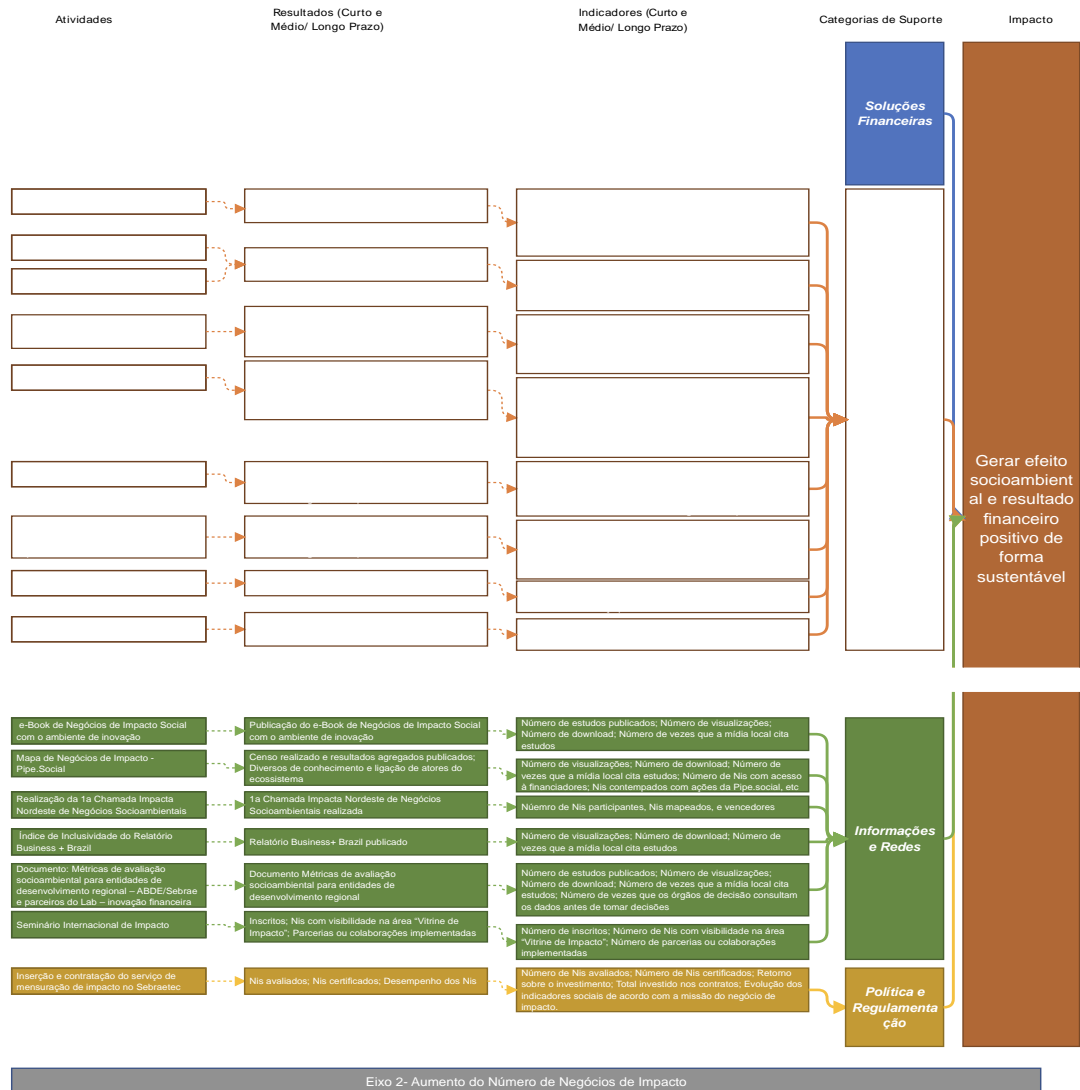 Atividades
Resultados (Curto e
Médio/ Longo Prazo)
Indicadores (Curto e
Médio/ Longo Prazo)
Categorias de Suporte
Impacto
Soluções
Financeiras
Gerar efeito
socioambient
al e resultado
financeiro
positivo de
forma
sustentável
e-Book de Negócios de Impacto Social
com o ambiente de inovação
Publicação do e-Book de Negócios de Impacto Social
com o ambiente de inovação
Número de estudos publicados; Número de visualizações;
Número de download; Número de vezes que a mídia local cita
estudos
Mapa de Negócios de Impacto -
Pipe.Social
Censo realizado e resultados agregados publicados;
Diversos de conhecimento e ligação de atores do
ecossistema
Número de visualizações; Número de download; Número de
vezes que a mídia local cita estudos; Número de Nis com acesso
à financiadores; Nis contempados com ações da Pipe.social, etc
Realização da 1a Chamada Impacta
Nordeste de Negócios Socioambientais
1a Chamada Impacta Nordeste de Negócios
Socioambientais realizada
Núemro de Nis participantes, Nis mapeados, e vencedores
Índice de Inclusividade do Relatório
Business + Brazil
Relatório Business+ Brazil publicado
Número de visualizações; Número de download; Número de
vezes que a mídia local cita estudos
Informações
e Redes
Documento: Métricas de avaliação
socioambiental para entidades de
desenvolvimento regional – ABDE/Sebrae
e parceiros do Lab – inovação financeira
Documento Métricas de avaliação
socioambiental para entidades de
desenvolvimento regional
Número de estudos publicados; Número de visualizações;
Número de download; Número de vezes que a mídia local cita
estudos; Número de vezes que os órgãos de decisão consultam
os dados antes de tomar decisões
Seminário Internacional de Impacto
Inscritos; Nis com visibilidade na área “Vitrine de
Impacto”; Parcerias ou colaborações implementadas
Número de inscritos; Número de Nis com visibilidade na área
“Vitrine de Impacto”; Número de parcerias ou colaborações
implementadas
Inserção e contratação do serviço de
mensuração de impacto no Sebraetec
Nis avaliados; Nis certificados; Desempenho dos Nis
Número de Nis avaliados; Número de Nis certificados; Retorno
sobre o investimento; Total investido nos contratos; Evolução dos
indicadores sociais de acordo com a missão do negócio de
impacto.
Política e
Regulamenta
ção
Eixo 2- Aumento do Número de Negócios de Impacto